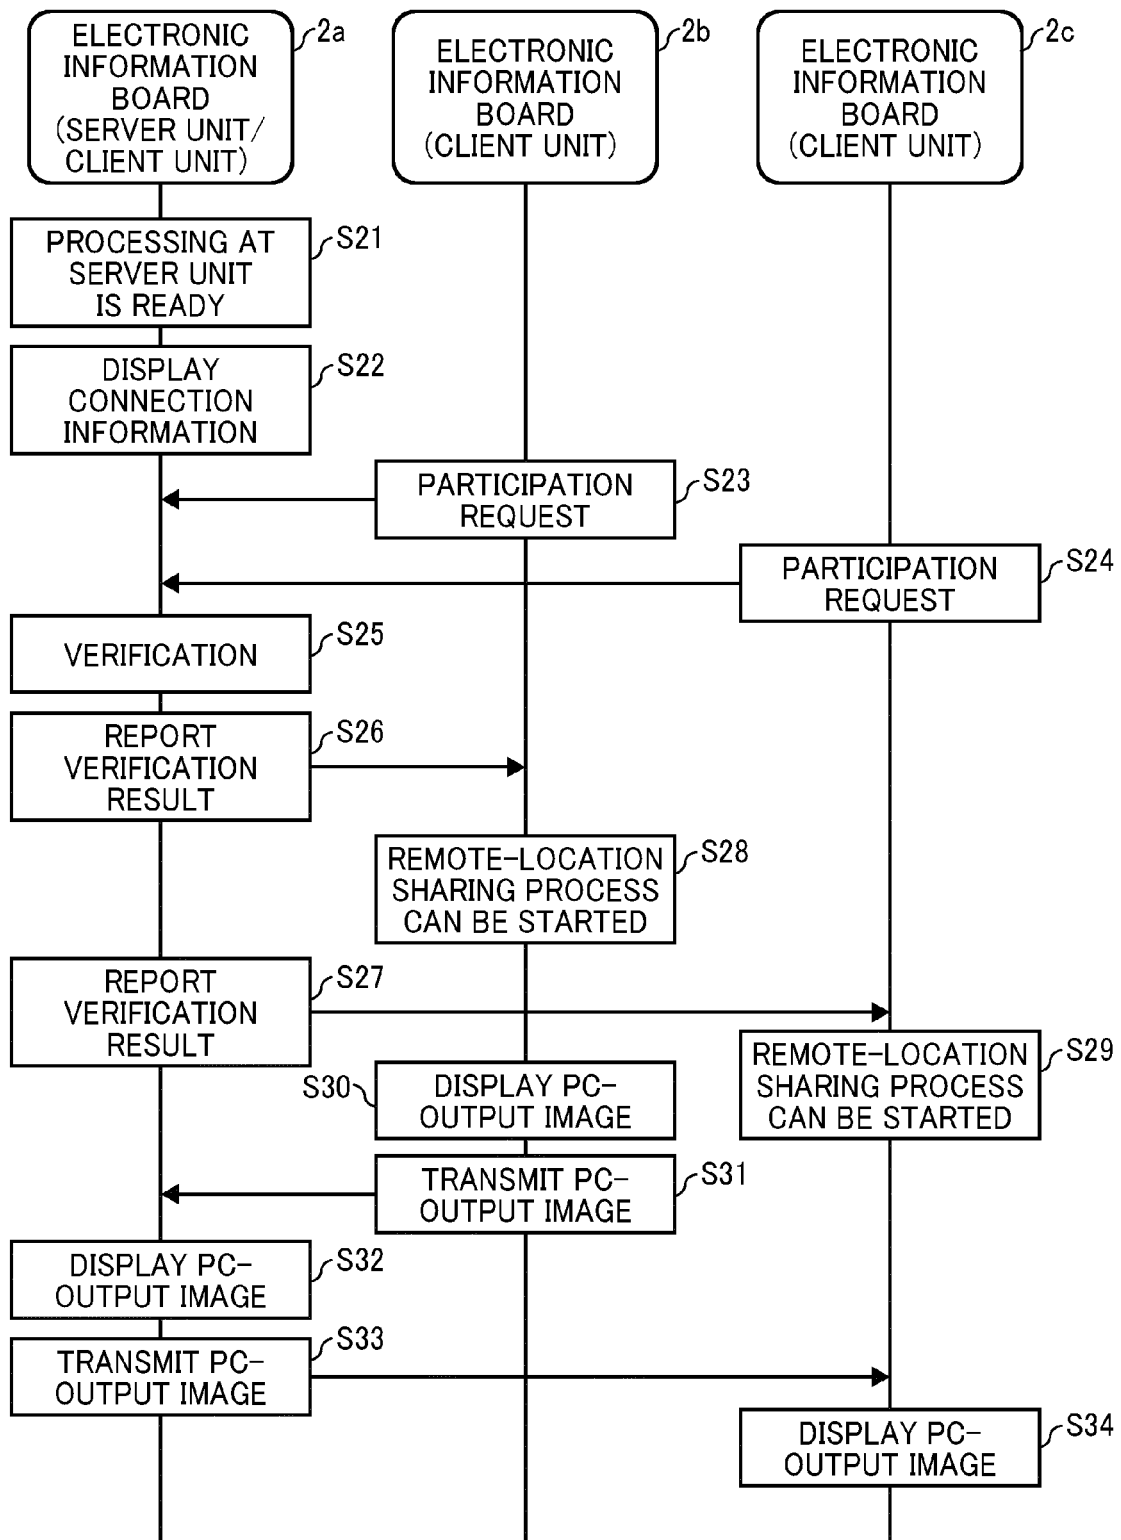 ELECTRONIC
INFORMATION
BOARD
(SERVER UNIT/
CLIENT UNIT)
2a
ELECTRONIC
INFORMATION
BOARD
(CLIENT UNIT)
2b
ELECTRONIC
INFORMATION
BOARD
(CLIENT UNIT)
2c
PROCESSING AT
SERVER UNIT
IS READY
S21
DISPLAY
CONNECTION
INFORMATION
S22
PARTICIPATION
REQUEST
S23
PARTICIPATION
REQUEST
S24
VERIFICATION
S25
REPORT
VERIFICATION
RESULT
S26
REMOTE-LOCATION
SHARING PROCESS
CAN BE STARTED
S28
REPORT
VERIFICATION
RESULT
S27
REMOTE-LOCATION
SHARING PROCESS
CAN BE STARTED
S29
S30
DISPLAY PC-
OUTPUT IMAGE
TRANSMIT PC-
OUTPUT IMAGE
S31
DISPLAY PC-
OUTPUT IMAGE
S32
TRANSMIT PC-
OUTPUT IMAGE
S33
DISPLAY PC-
OUTPUT IMAGE
S34